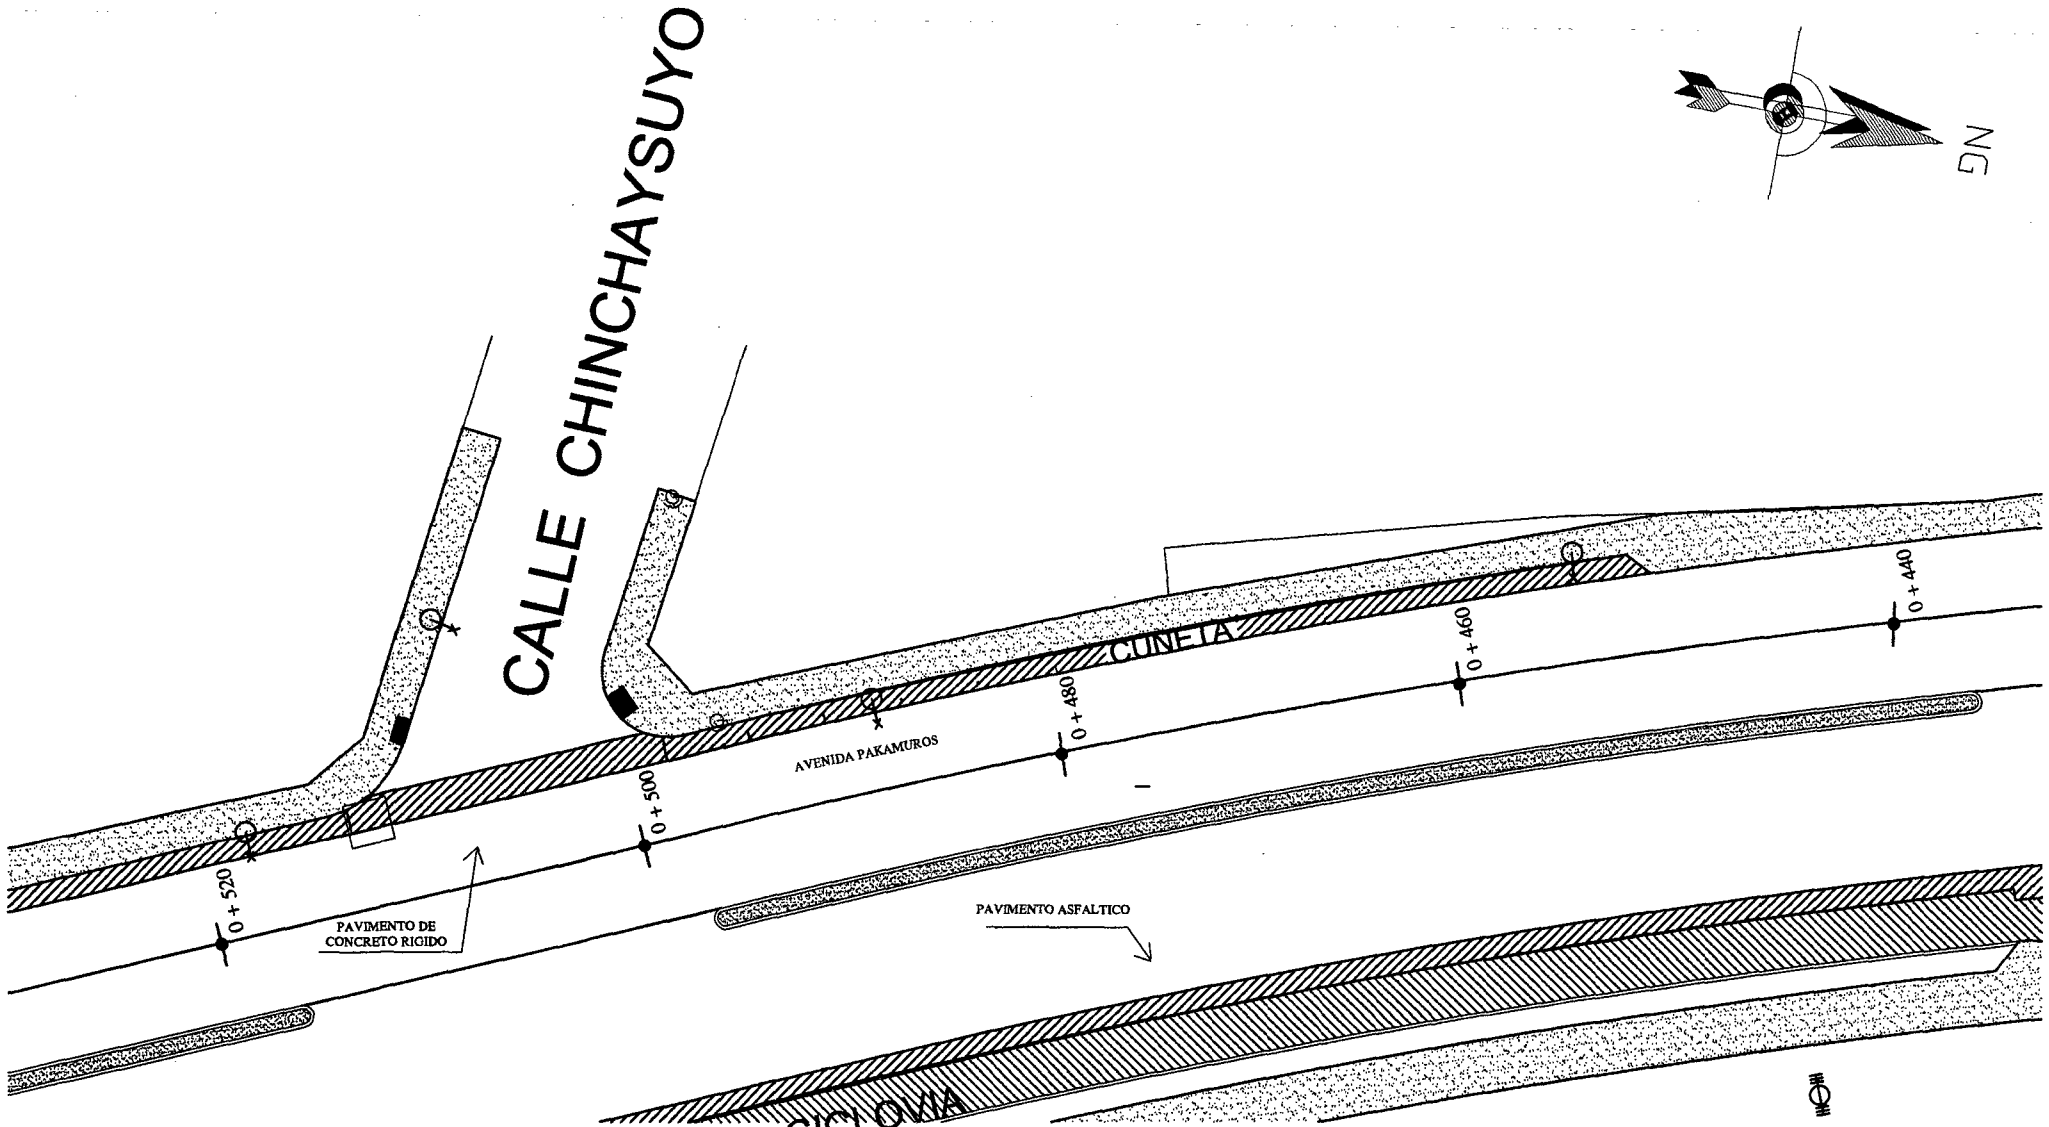 CALLE CHINCHAYSUYO
NG
CUNETA
0 + 440
0 + 460
0 + 480
0 + 500
0 + 520
AVENIDA PAKAMUROS
PAVIMENTO DE
CONCRETO RIGIDO
PAVIMENTO ASFALTICO
CICLOVIA